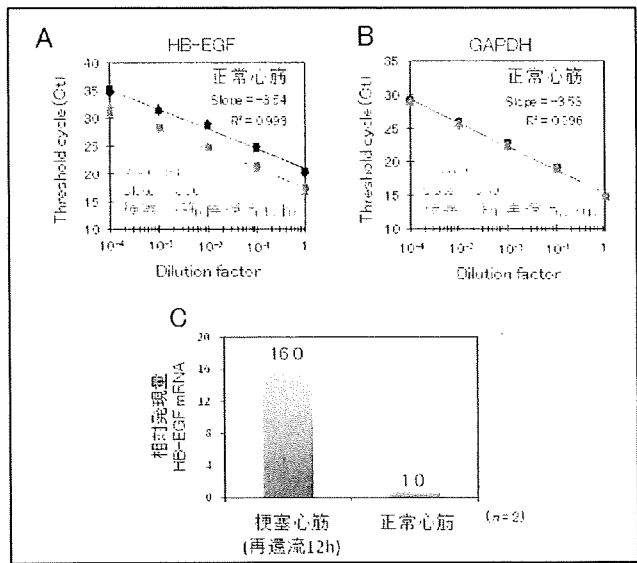 A
HB-EGF
正常心筋
Slope = -3.54
R² = 0.993
Threshold cycle (Ct)
40
35
30
25
20
15
10
10⁻⁴
10⁻³
10⁻²
10⁻¹
1
Dilution factor
B
GAPDH
正常心筋
Slope = -3.53
R² = 0.996
Threshold cycle (Ct)
35
30
25
20
15
10
10⁻⁴
10⁻³
10⁻²
10⁻¹
1
Dilution factor
C
相対発現量
HB-EGF mRNA
20
16
12
8
4
0
16.0
1.0
梗塞心筋
(再還流12h)
正常心筋
(n=2)